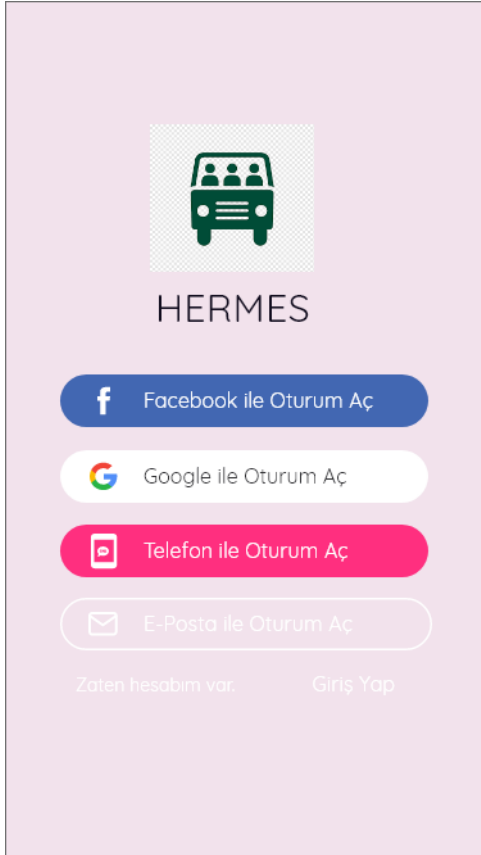 HERMES
Facebook ile Oturum Aç
Google ile Oturum Aç
Telefon ile Oturum Aç
E-Posta ile Oturum Aç
Zaten hesabım var. Giriş Yap